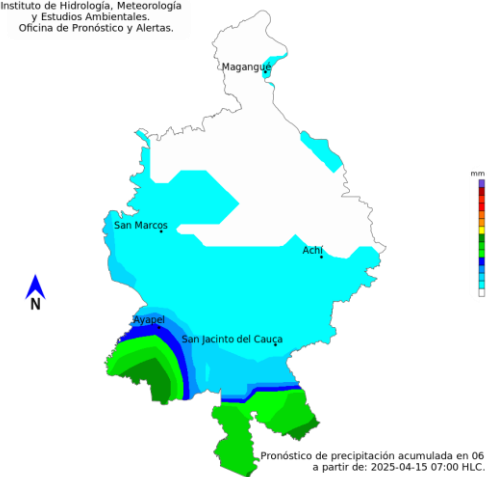 Instituto de Hidrología, Meteorología
y Estudios Ambientales.
Oficina de Pronóstico y Alertas.
Magangué
mm
San Marcos
Achí
N
Ayapel
San Jacinto del Cauca
Pronóstico de precipitación acumulada en 06
a partir de: 2025-04-15 07:00 HLC.